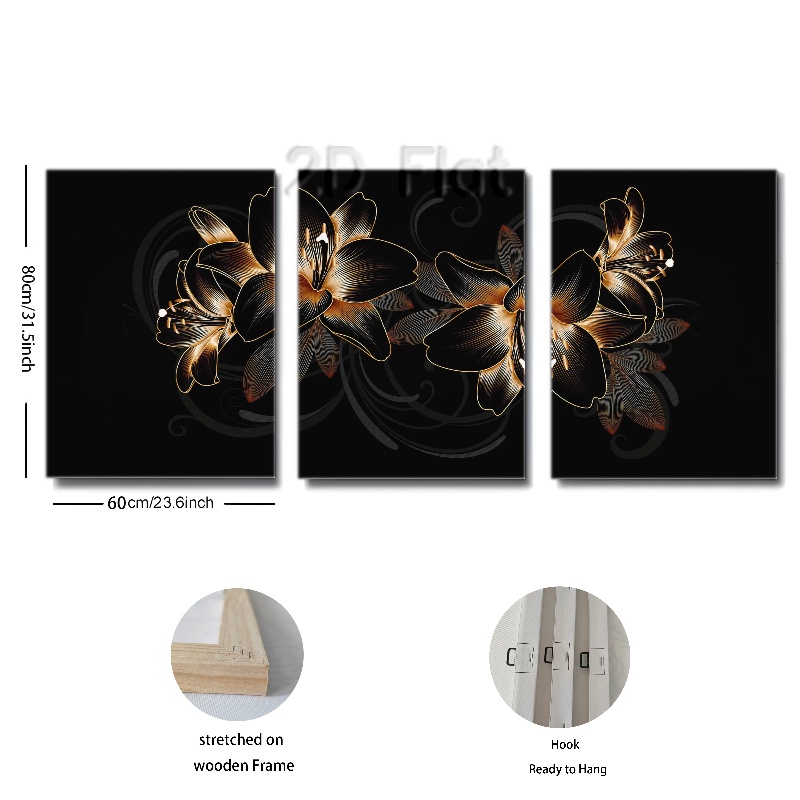 2D Flat
80cm/31.5inch
60cm/23.6inch
stretched on
wooden Frame
Hook
Ready to Hang